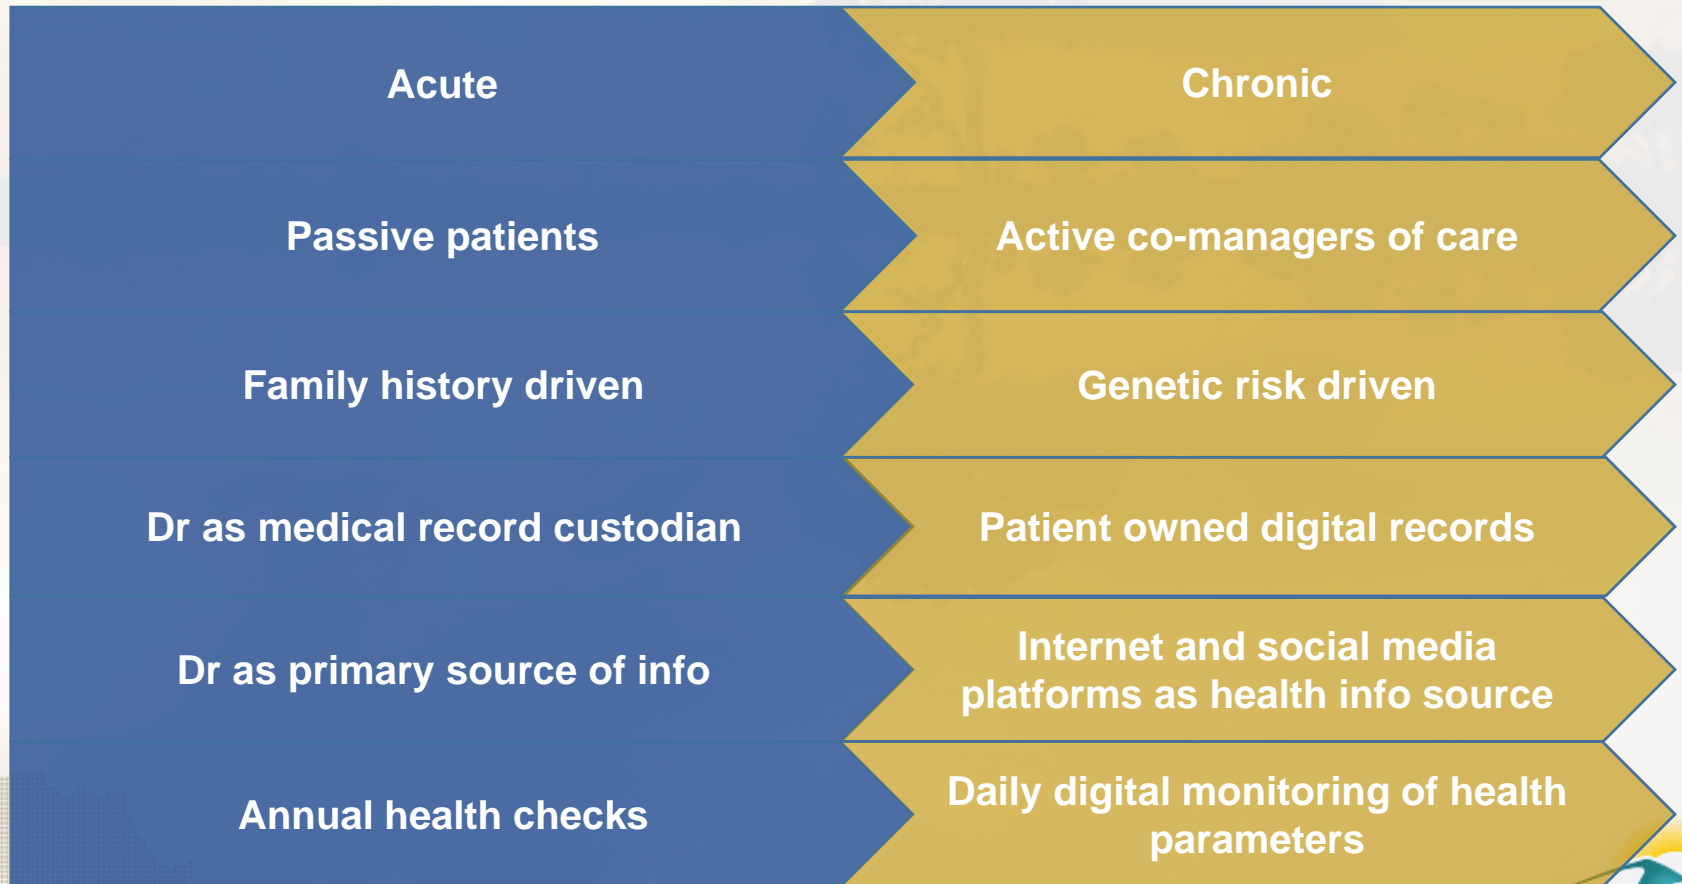 Acute
Chronic
Passive patients
Active co-managers of care
Family history driven
Genetic risk driven
Dr as medical record custodian
Patient owned digital records
Dr as primary source of info
Internet and social media
platforms as health info source
Annual health checks
Daily digital monitoring of health
parameters